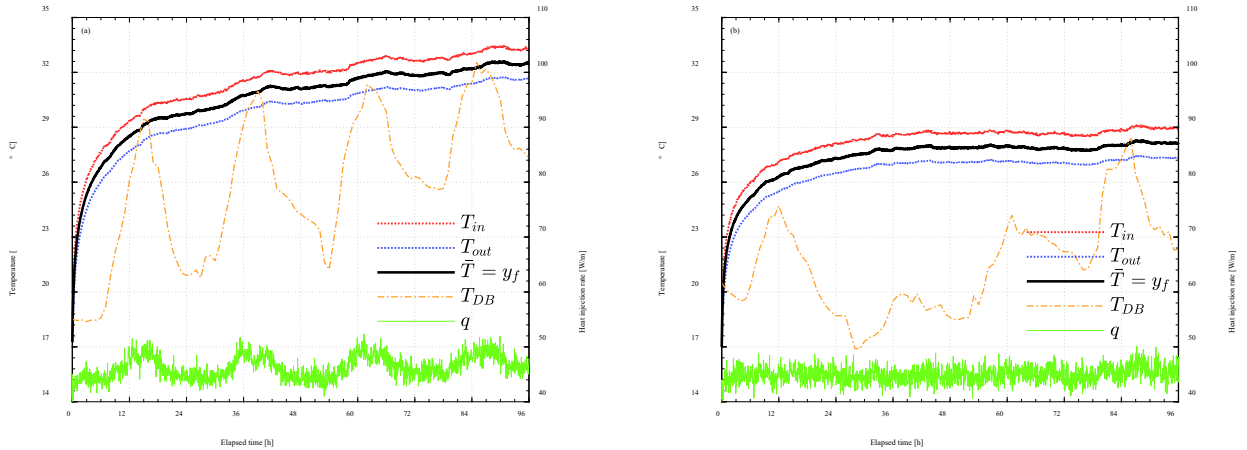 35
32
29
26
23
20
17
14
110
100
90
80
70
60
50
40
(a)
T_in
T_out
T̄ = y_f
T_DB
q
0 12 24 36 48 60 72 84 96
Elapsed time [h]
Temperature [ ° C]
Heat injection rate [W/m]
35
32
29
26
23
20
17
14
110
100
90
80
70
60
50
40
(b)
T_in
T_out
T̄ = y_f
T_DB
q
0 12 24 36 48 60 72 84 96
Elapsed time [h]
Temperature [ ° C]
Heat injection rate [W/m]